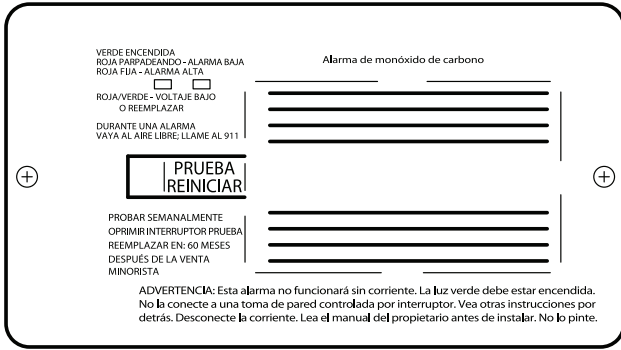 VERDE ENCENDIDA
ROJA PARPADEANDO - ALARMA BAJA
ROJA FIJA - ALARMA ALTA
ROJA/VERDE - VOLTAJE BAJO
O REEMPLAZAR
DURANTE UNA ALARMA
VAYA AL AIRE LIBRE; LLAME AL 911
Alarma de monóxido de carbono
PRUEBA
REINICIAR
PROBAR SEMANALMENTE
OPRIMIR INTERRUPTOR PRUEBA
REEMPLAZAR EN: 60 MESES
DESPUÉS DE LA VENTA
MINORISTA
ADVERTENCIA: Esta alarma no funcionará sin corriente. La luz verde debe estar encendida.
No la conecte a una toma de pared controlada por interruptor. Vea otras instrucciones por
detrás. Desconecte la corriente. Lea el manual del propietario antes de instalar. No lo pinte.